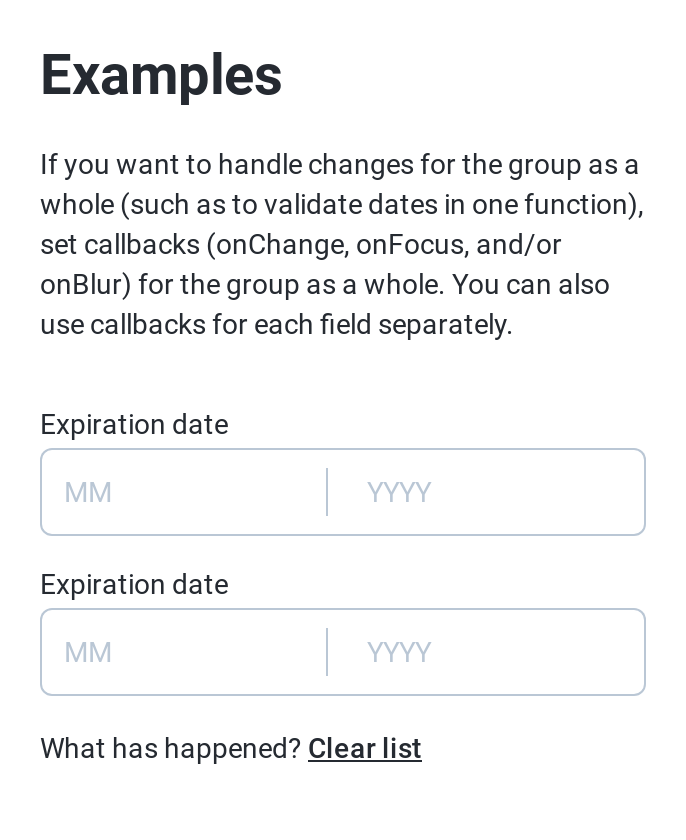 Examples
If you want to handle changes for the group as a
whole (such as to validate dates in one function),
set callbacks (onChange, onFocus, and/or
onBlur) for the group as a whole. You can also
use callbacks for each field separately.
Expiration date
MM YYYY
Expiration date
MM YYYY
What has happened? Clear list